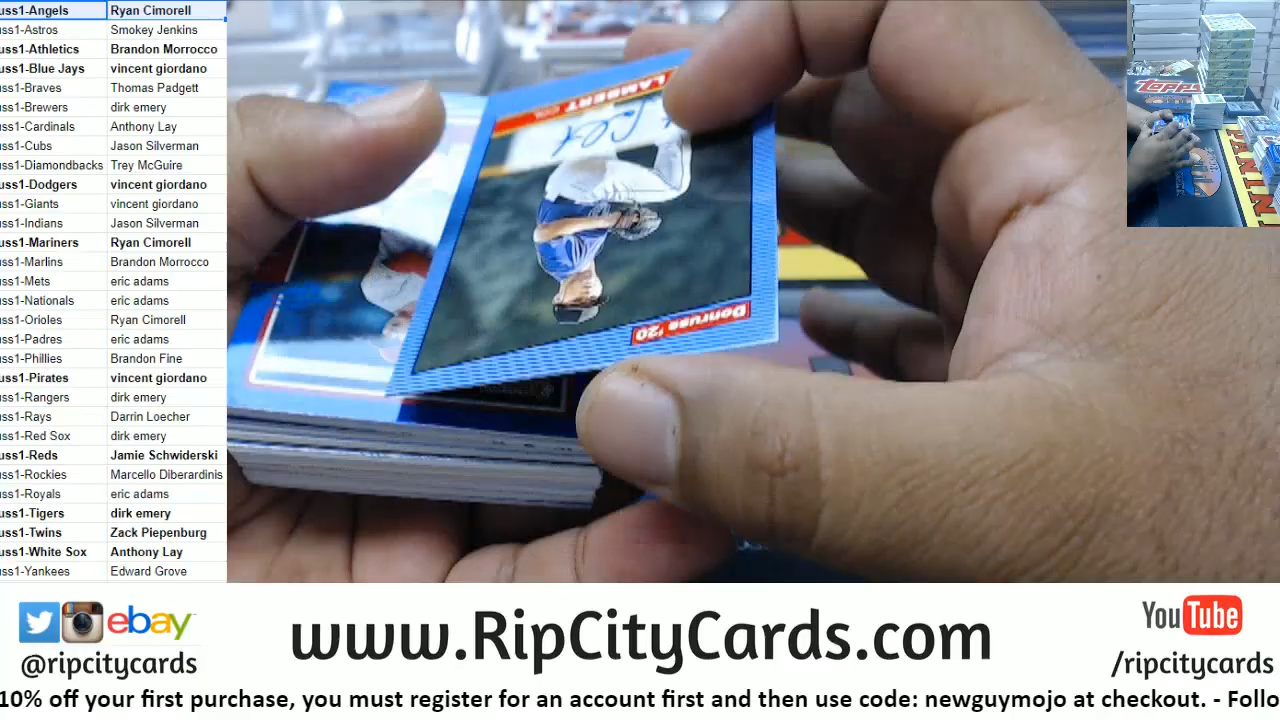 uss1-Angels Ryan Cimorell
uss1-Astros Smokey Jenkins
uss1-Athletics Brandon Morrocco
uss1-Blue Jays vincent giordano
uss1-Braves Thomas Padgett
uss1-Brewers dirk emery
uss1-Cardinals Anthony Lay
uss1-Cubs Jason Silverman
uss1-Diamondbacks Trey McGuire
uss1-Dodgers vincent giordano
uss1-Giants vincent giordano
uss1-Indians Jason Silverman
uss1-Mariners Ryan Cimorell
uss1-Marlins Brandon Morrocco
uss1-Mets eric adams
uss1-Nationals eric adams
uss1-Orioles Ryan Cimorell
uss1-Padres eric adams
uss1-Phillies Brandon Fine
uss1-Pirates vincent giordano
uss1-Rangers dirk emery
uss1-Rays Darrin Loecher
uss1-Red Sox dirk emery
uss1-Reds Jamie Schwiderski
uss1-Rockies Marcello Diberardinis
uss1-Royals eric adams
uss1-Tigers dirk emery
uss1-Twins Zack Piepenburg
uss1-White Sox Anthony Lay
uss1-Yankees Edward Grove
LAMBERT
Donruss '20
Topps
PANINI
ebay
@ripcitycards
www.RipCityCards.com
YouTube
/ripcitycards
10% off your first purchase, you must register for an account first and then use code: newguymojo at checkout. - Follo